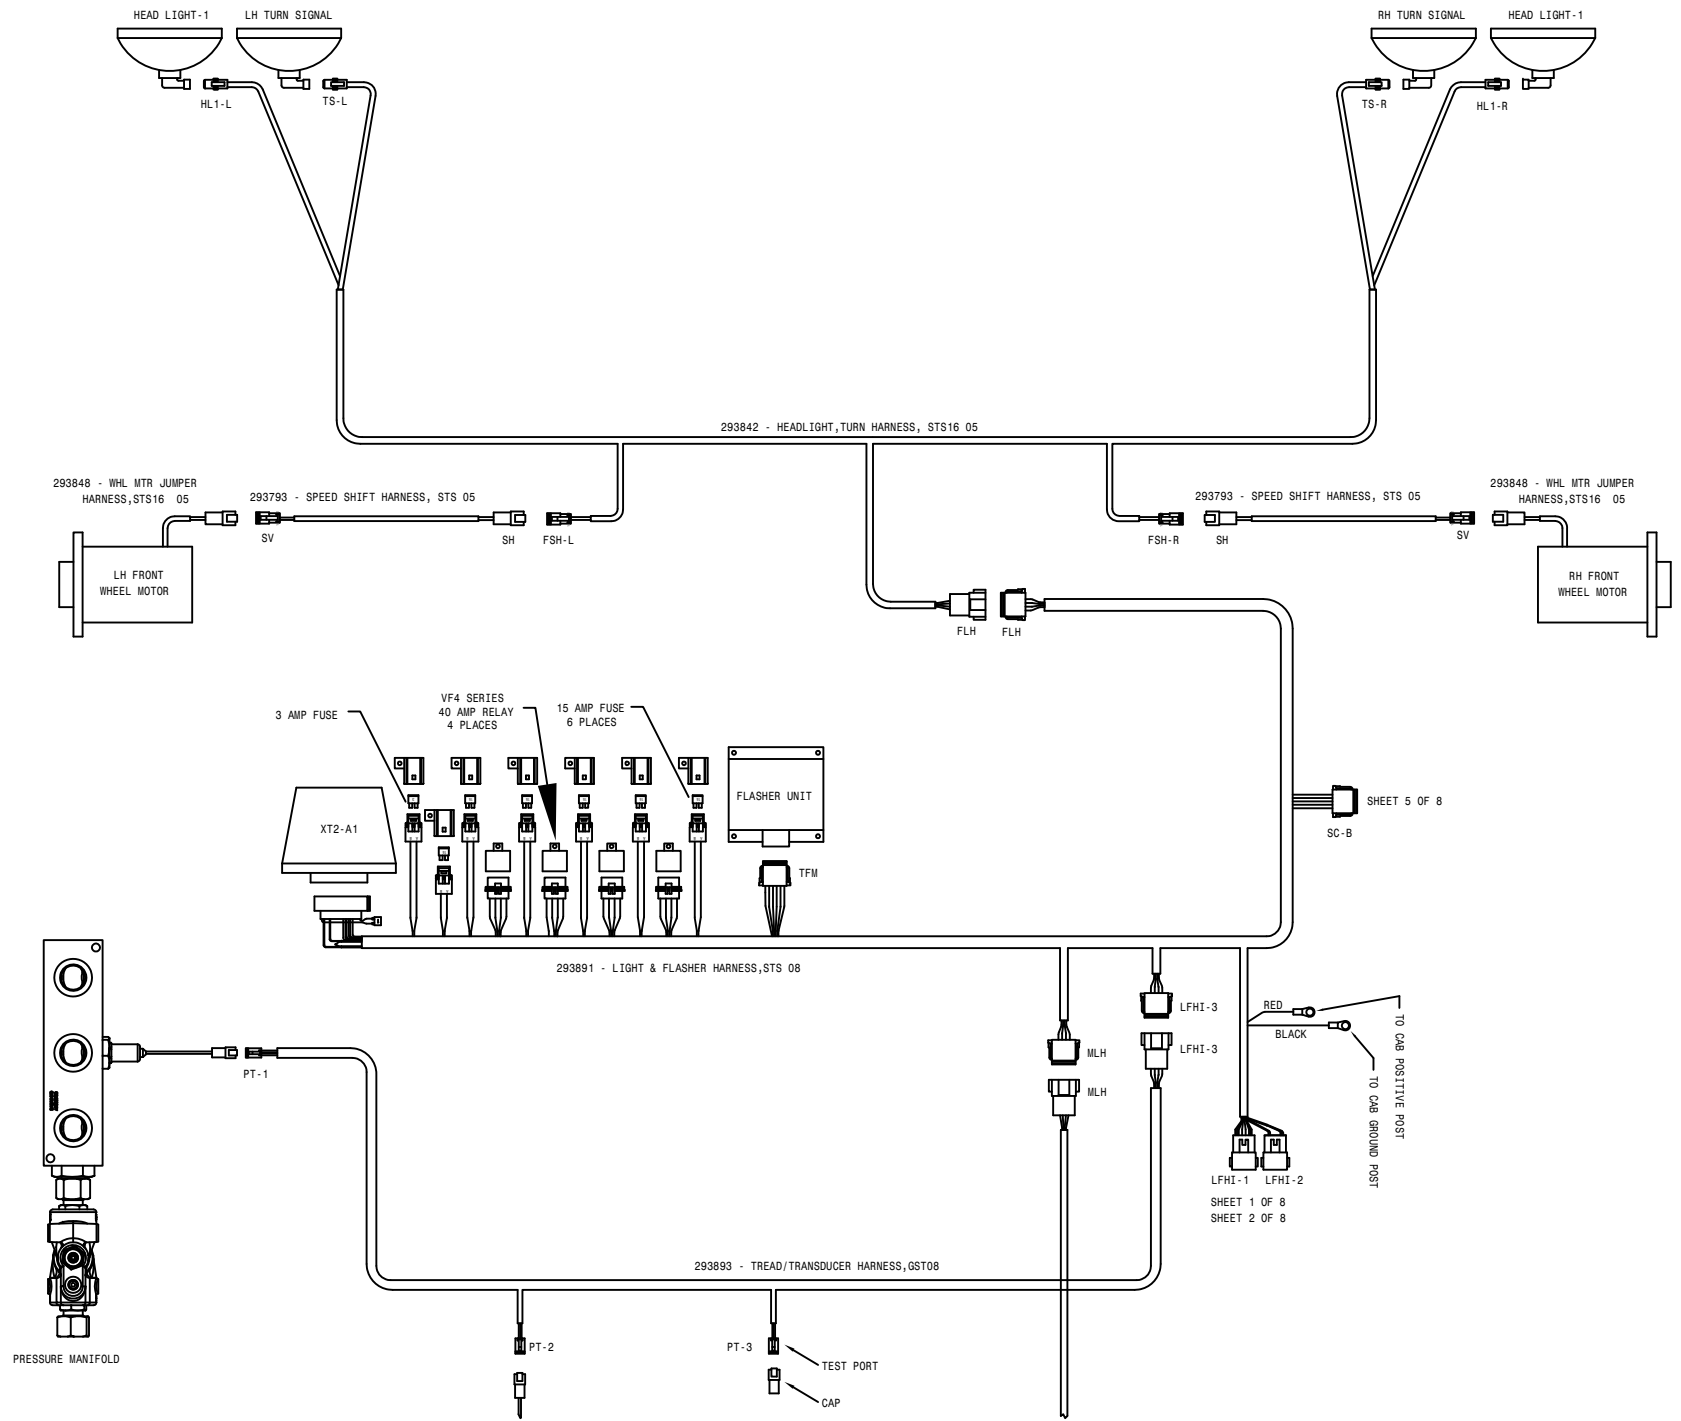 HEAD LIGHT-1
LH TURN SIGNAL
RH TURN SIGNAL
HEAD LIGHT-1
HL1-L
TS-L
TS-R
HL1-R
293842 - HEADLIGHT,TURN HARNESS, STS16 05
293848 - WHL MTR JUMPER
HARNESS,STS16 05
293793 - SPEED SHIFT HARNESS, STS 05
293793 - SPEED SHIFT HARNESS, STS 05
293848 - WHL MTR JUMPER
HARNESS,STS16 05
SV
SH
FSH-L
FSH-R
SH
SV
LH FRONT
WHEEL MOTOR
RH FRONT
WHEEL MOTOR
FLH
FLH
3 AMP FUSE
VF4 SERIES
40 AMP RELAY
4 PLACES
15 AMP FUSE
6 PLACES
FLASHER UNIT
XT2-A1
TFM
SHEET 5 OF 8
SC-B
293891 - LIGHT & FLASHER HARNESS,STS 08
LFHI-3
RED
BLACK
TO CAB POSITIVE POST
TO CAB GROUND POST
MLH
LFHI-3
PT-1
MLH
LFHI-1
LFHI-2
SHEET 1 OF 8
SHEET 2 OF 8
293893 - TREAD/TRANSDUCER HARNESS,GST08
PRESSURE MANIFOLD
PT-2
PT-3
TEST PORT
CAP